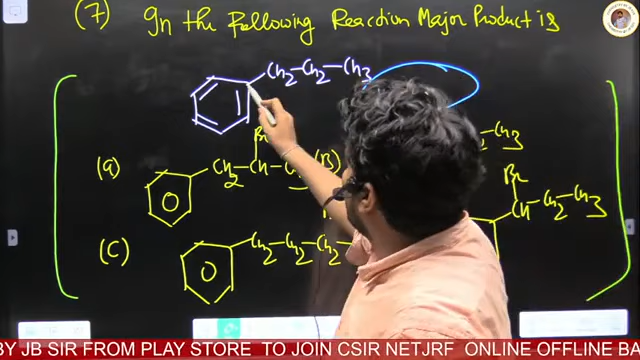 (7) In the Following Reaction Major Product is
CH2-CH2-CH3
Br
(a) CH2-CH- (B) -CH3
Br
CH-CH2-CH3
(C) CH2-CH2-CH2
BY JB SIR FROM PLAY STORE TO JOIN CSIR NETJRF ONLINE OFFLINE BA